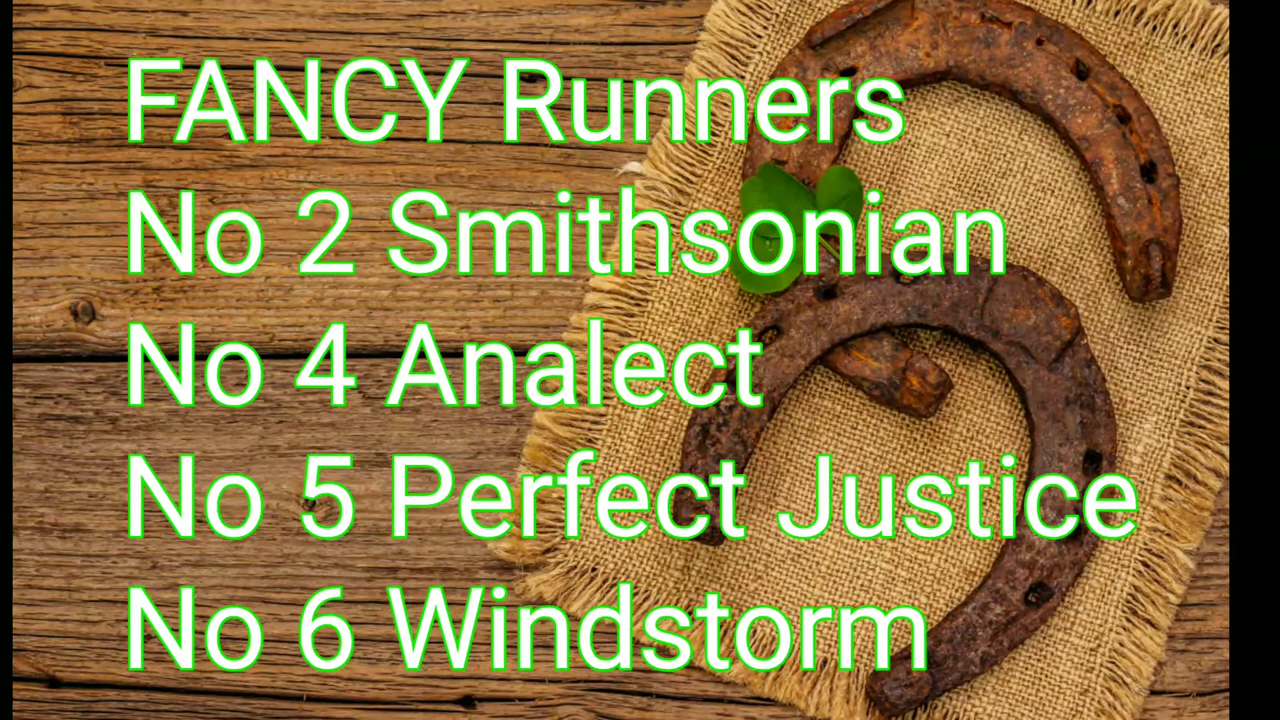 FANCY Runners
No 2 Smithsonian
No 4 Analect
No 5 Perfect Justice
No 6 Windstorm